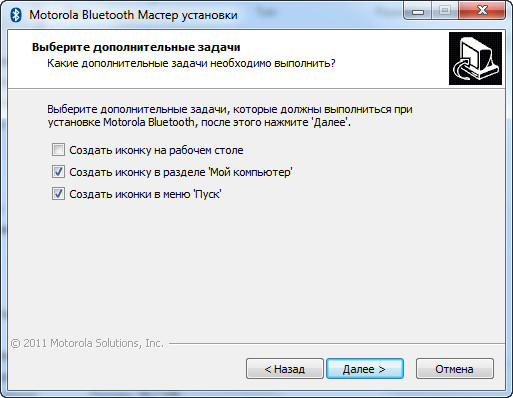 Motorola Bluetooth Мастер установки
Выберите дополнительные задачи
Какие дополнительные задачи необходимо выполнить?
Выберите дополнительные задачи, которые должны выполниться при
установке Motorola Bluetooth, после этого нажмите 'Далее'.
Создать иконку на рабочем столе
Создать иконку в разделе 'Мой компьютер'
Создать иконки в меню 'Пуск'
© 2011 Motorola Solutions, Inc.
< Назад
Далее >
Отмена